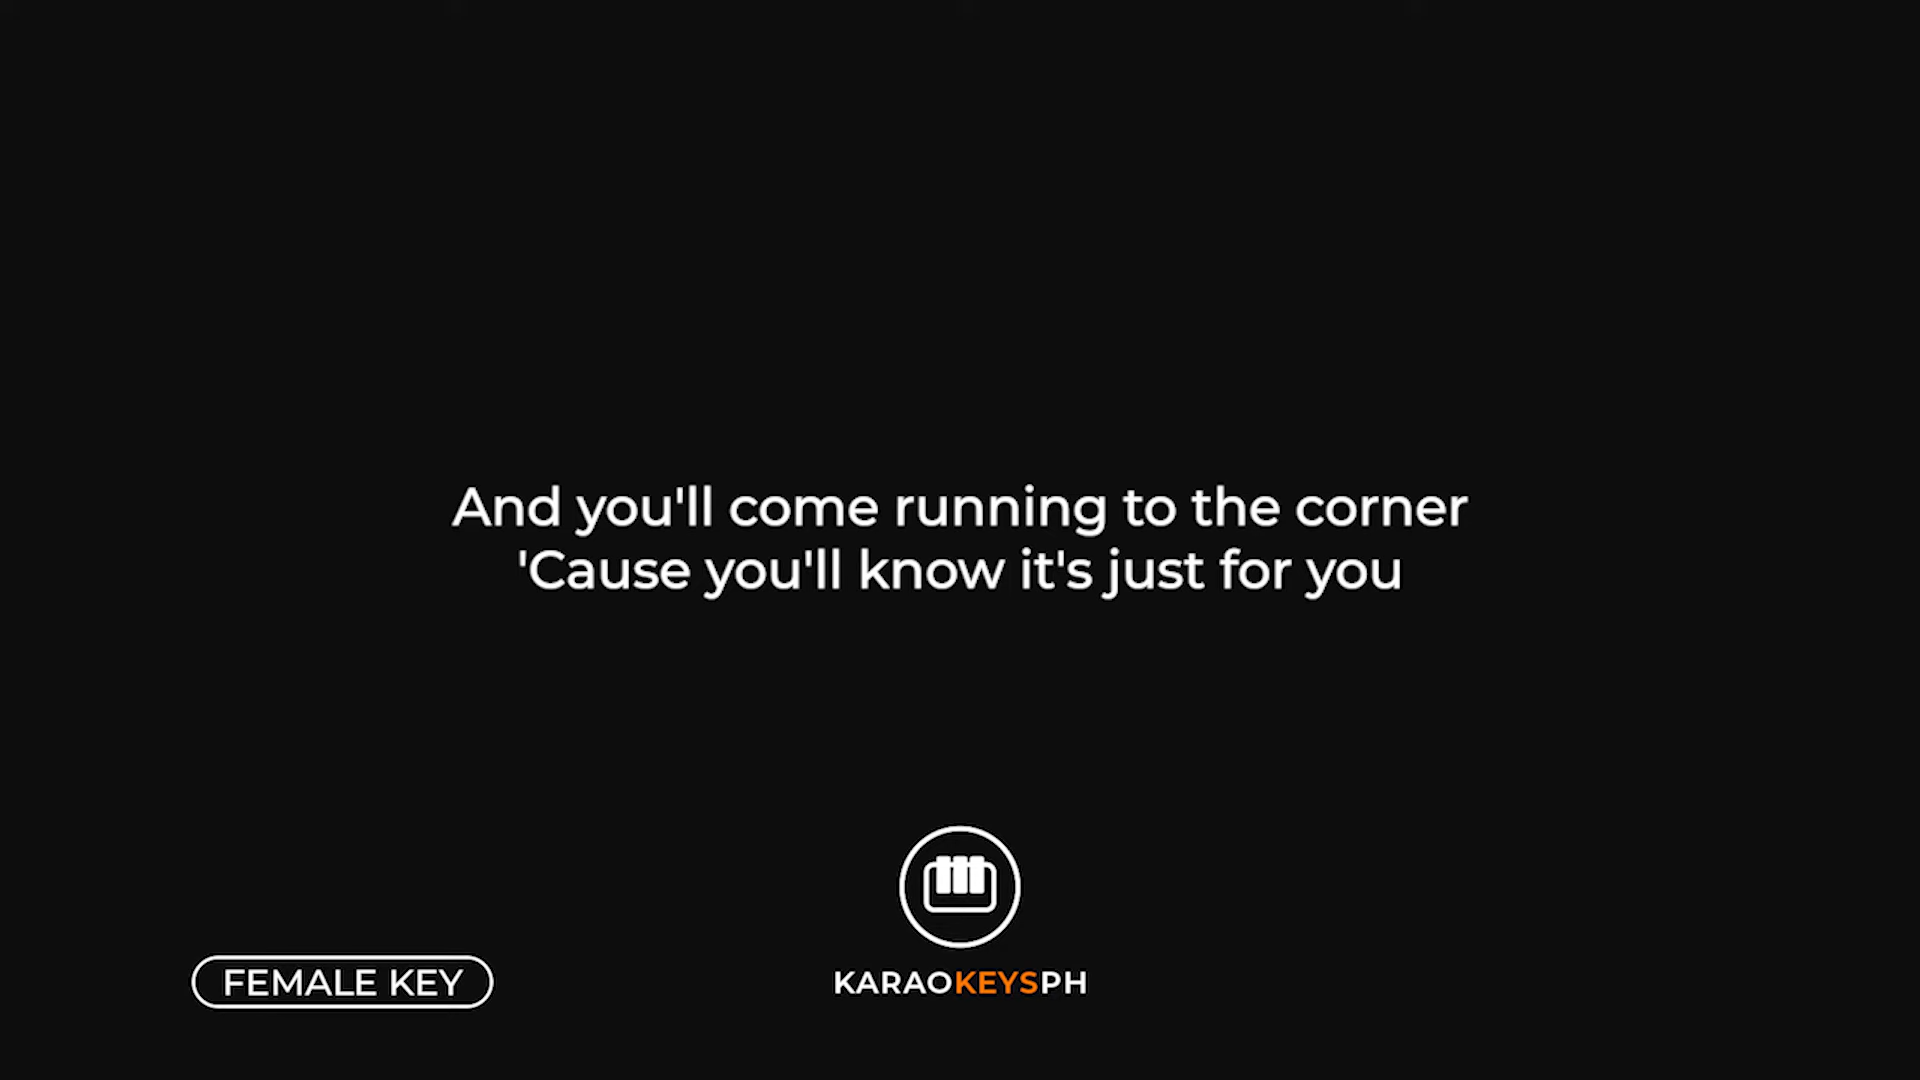 And you'll come running to the corner
'Cause you'll know it's just for you
FEMALE KEY
KARAOKEYSPH